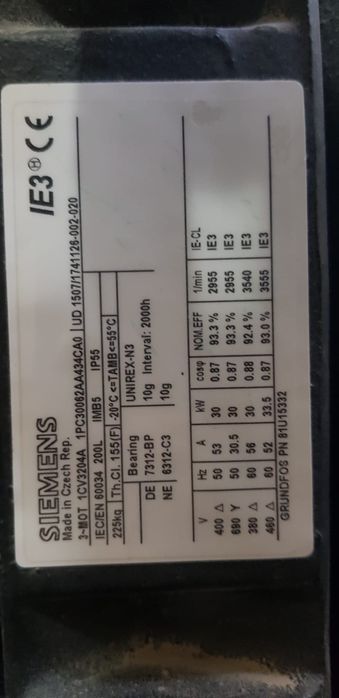 SIEMENS
IE3 Ⓗ CE
Made in Czech Rep.
3-MOT 1CV3204A 1PC30062AA434CA0 UD 1507/1741126-002-020
IEC/EN 60034 200L IMB5 IP55
225kg Th.Cl. 155(F) -20°C <=TAMB<=55°C
Bearing UNIREX-N3
DE 7312-BP 10g Interval: 2000h
NE 6312-C3 10g
V Hz A kW cosφ NOM.EFF 1/min IE-CL
400 Δ 50 53 30 0.87 93.3 % 2955 IE3
690 Y 50 30.5 30 0.87 93.3 % 2955 IE3
380 Δ 60 56 30 0.88 92.4 % 3540 IE3
460 Δ 60 52 33.5 0.87 93.0 % 3555 IE3
GRUNDFOS PN 81U15332